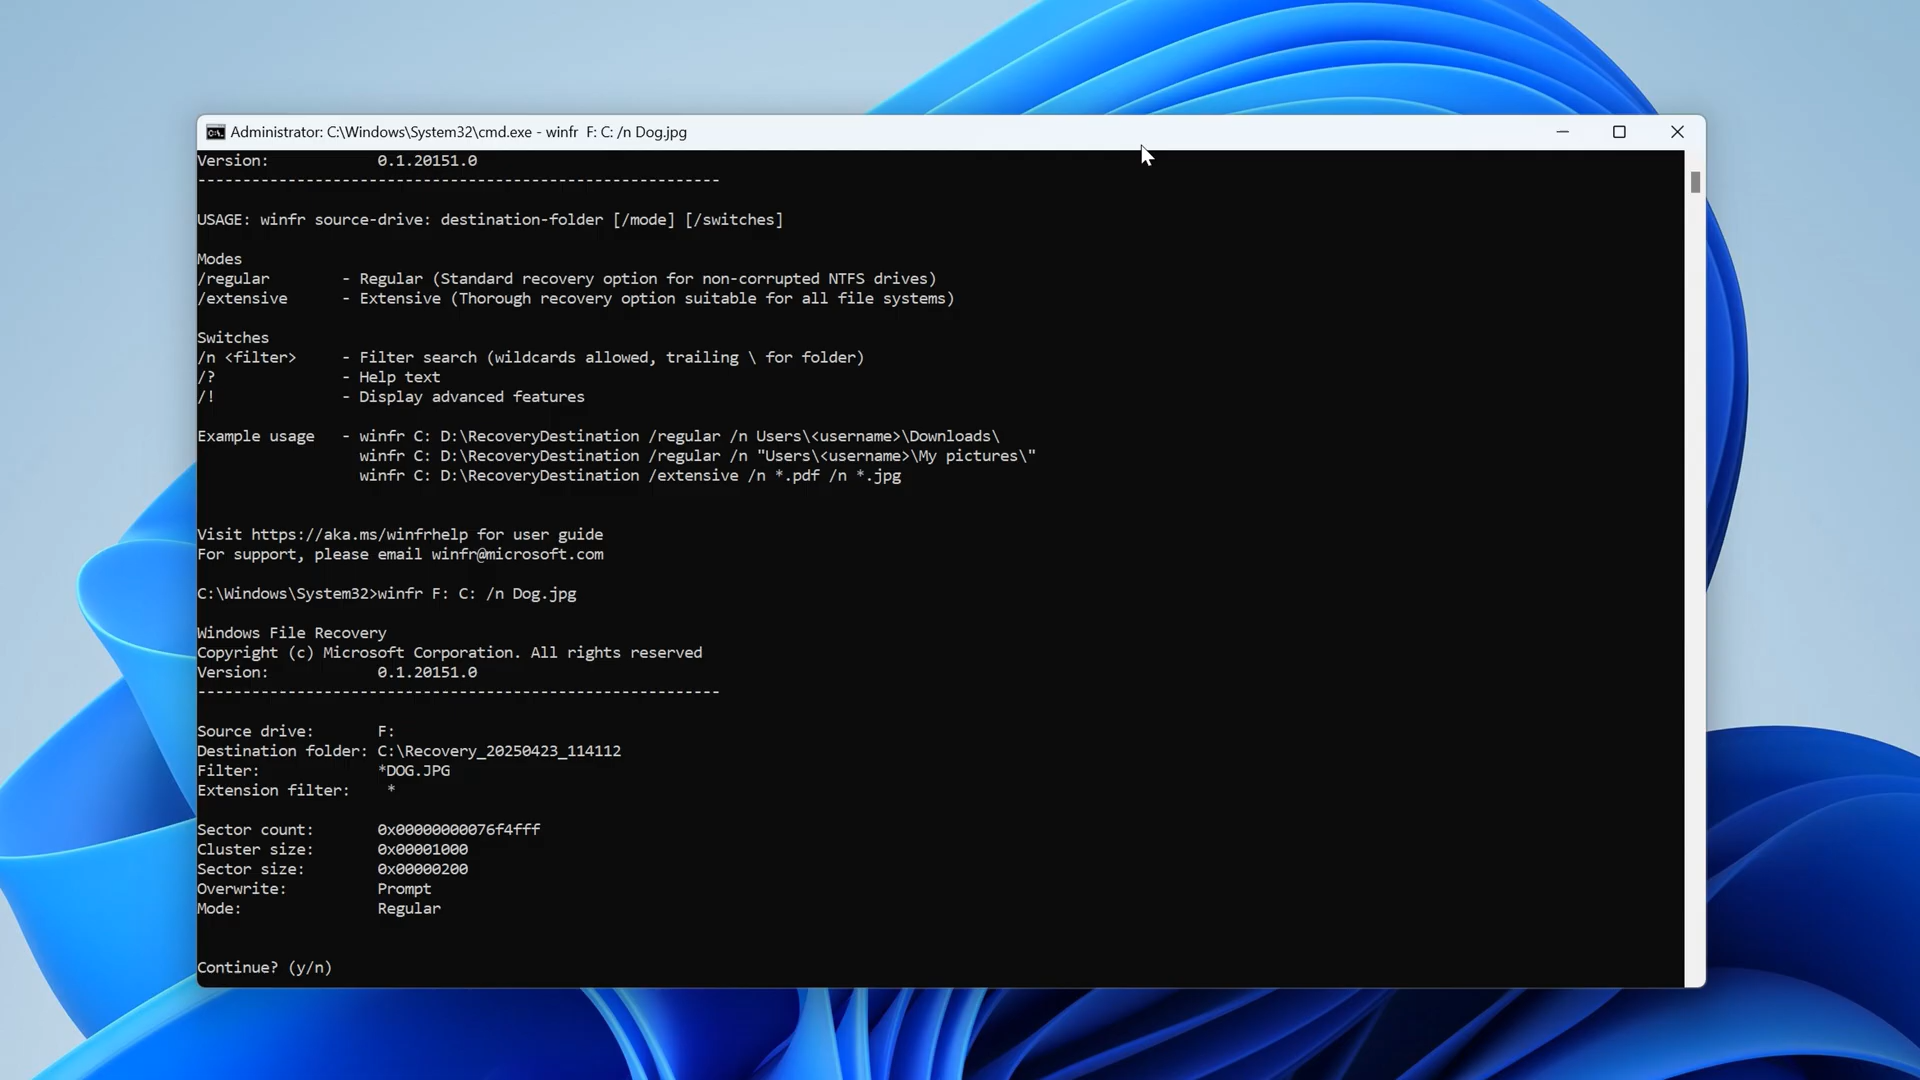 Administrator: C:\Windows\System32\cmd.exe - winfr  F: C: /n Dog.jpg
Version:            0.1.20151.0
----------------------------------------------------------
USAGE: winfr source-drive: destination-folder [/mode] [/switches]
Modes
/regular        - Regular (Standard recovery option for non-corrupted NTFS drives)
/extensive      - Extensive (Thorough recovery option suitable for all file systems)
Switches
/n <filter>     - Filter search (wildcards allowed, trailing \ for folder)
/?              - Help text
/!              - Display advanced features
Example usage   - winfr C: D:\RecoveryDestination /regular /n Users\<username>\Downloads\
                  winfr C: D:\RecoveryDestination /regular /n "Users\<username>\My pictures\"
                  winfr C: D:\RecoveryDestination /extensive /n *.pdf /n *.jpg
Visit https://aka.ms/winfrhelp for user guide
For support, please email winfr@microsoft.com
C:\Windows\System32>winfr F: C: /n Dog.jpg
Windows File Recovery
Copyright (c) Microsoft Corporation. All rights reserved
Version:            0.1.20151.0
----------------------------------------------------------
Source drive:       F:
Destination folder: C:\Recovery_20250423_114112
Filter:             *DOG.JPG
Extension filter:    *
Sector count:       0x00000000076f4fff
Cluster size:       0x00001000
Sector size:        0x00000200
Overwrite:          Prompt
Mode:               Regular
Continue? (y/n)